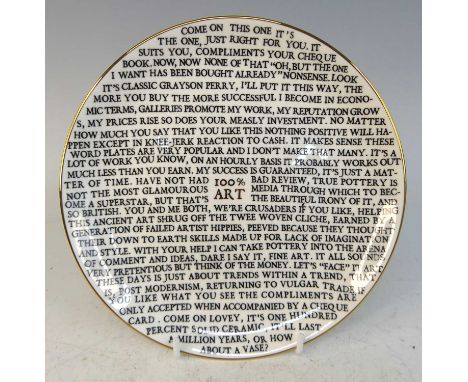 COME ON THIS ONE IT'S
THE ONE, JUST RIGHT FOR YOU. IT
SUITS YOU, COMPLIMENTS YOUR CHEQUE
BOOK. NOW, NOW NONE OF THAT "OH, BUT THE ONE
I WANT HAS BEEN BOUGHT ALREADY" NONSENSE. LOOK
IT'S CLASSIC GRAYSON PERRY, I'LL PUT IT THIS WAY, THE
MORE YOU BUY THE MORE SUCCESSFUL I BECOME IN ECONO-
MIC TERMS, GALLERIES PROMOTE MY WORK, MY REPUTATION GROW
S, MY PRICES RISE SO DOES YOUR MEASLY INVESTMENT. NO MATTER
HOW MUCH YOU SAY THAT YOU LIKE THIS NOTHING POSITIVE WILL HA-
PPEN EXCEPT IN KNEE-JERK REACTION TO CASH. IT MAKES SENSE THESE
WORD PLATES ARE VERY POPULAR AND I DON'T MAKE THAT MANY. IT'S A
LOT OF WORK YOU KNOW, ON AN HOURLY BASIS IT PROBABLY WORKS OUT
MUCH LESS THAN YOU EARN. MY SUCCESS IS GUARANTEED, IT'S JUST A MAT-
TER OF TIME. HAVE NOT HAD 100% BAD REVIEW, TRUE POTTERY IS
NOT THE MOST GLAMOUROUS ART MEDIA THROUGH WHICH TO BEC-
OME A SUPERSTAR, BUT THAT'S THE BEAUTIFUL IRONY OF IT, AND
SO BRITISH. YOU AND ME BOTH, WE'RE CRUSADERS IF YOU LIKE, HELPING
THIS ANCIENT ART SHRUG OFF THE TWEE WOVEN CLICHE, EARNED BY A
GENERATION OF FAILED ARTIST HIPPIES, PEEVED BECAUSE THEY THOUGHT
THEIR DOWN TO EARTH SKILLS MADE UP FOR LACK OF IMAGINATION
AND STYLE. WITH YOUR HELP I CAN TAKE POTTERY INTO THE ARENA
OF COMMENT AND IDEAS, DARE I SAY IT, FINE ART. IT ALL SOUNDS
VERY PRETENTIOUS BUT THINK OF THE MONEY. LET'S "FACE" IT ART
THESE DAYS IS JUST ABOUT TRENDS WITHIN A TREND, THAT
IS, POST MODERNISM, RETURNING TO VULGAR TRADE, IF
YOU LIKE WHAT YOU SEE THE COMPLIMENTS ARE
ONLY ACCEPTED WHEN ACCOMPANIED BY A CHEQUE
CARD. COME ON LOVEY, IT'S ONE HUNDRED
PERCENT SOLID CERAMIC, IT'LL LAST
A MILLION YEARS, OR HOW
ABOUT A VASE?